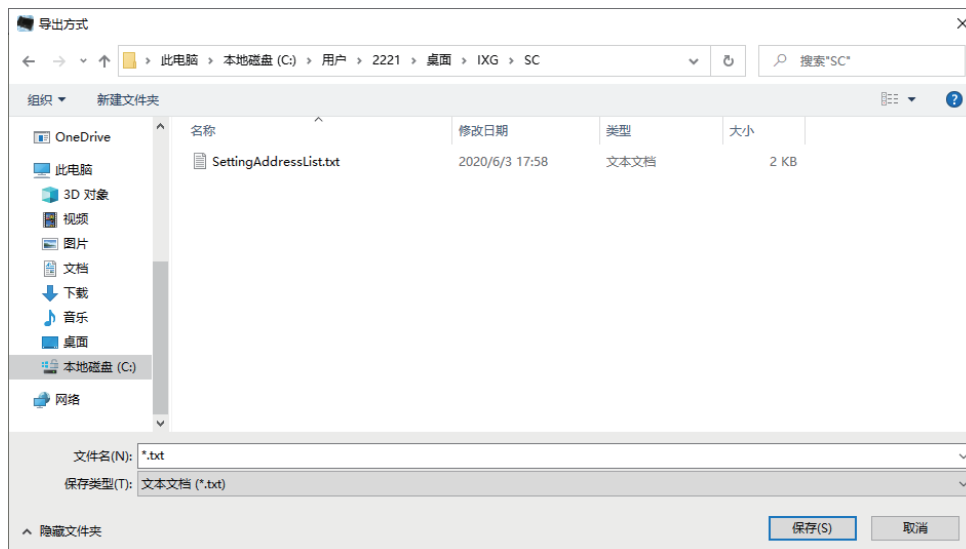 导出方式
此电脑 › 本地磁盘 (C:) › 用户 › 2221 › 桌面 › IXG › SC
搜索"SC"
组织 新建文件夹
名称 修改日期 类型 大小
SettingAddressList.txt 2020/6/3 17:58 文本文档 2 KB
OneDrive
此电脑
3D 对象
视频
图片
文档
下载
音乐
桌面
本地磁盘 (C:)
网络
文件名(N): *.txt
保存类型(T): 文本文档 (*.txt)
隐藏文件夹
保存(S) 取消